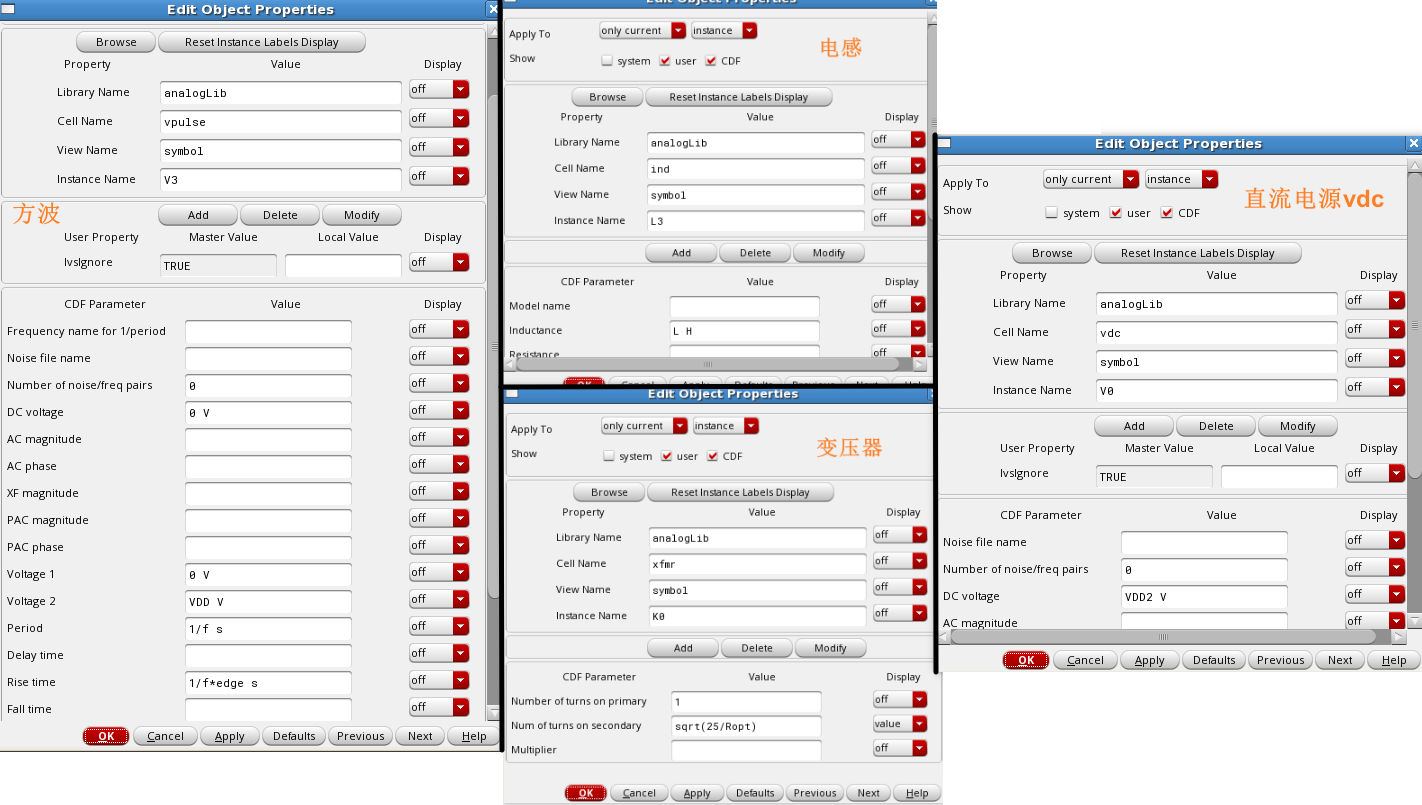 Edit Object Properties
Browse Reset Instance Labels Display
Property Value Display
Library Name analogLib off
Cell Name vpulse off
View Name symbol off
Instance Name V3 off
方波
Add Delete Modify
User Property Master Value Local Value Display
lvsIgnore TRUE off
CDF Parameter Value Display
Frequency name for 1/period off
Noise file name off
Number of noise/freq pairs 0 off
DC voltage 0 V off
AC magnitude off
AC phase off
XF magnitude off
PAC magnitude off
PAC phase off
Voltage 1 0 V off
Voltage 2 VDD V off
Period 1/f s off
Delay time off
Rise time 1/f*edge s off
Fall time off
OK Cancel Apply Defaults Previous Next Help
Edit Object Properties
Apply To only current instance
电感
Show system user CDF
Browse Reset Instance Labels Display
Property Value Display
Library Name analogLib off
Cell Name ind off
View Name symbol off
Instance Name L3 off
Add Delete Modify
CDF Parameter Value Display
Model name off
Inductance L H off
Resistance off
OK Cancel Apply Defaults Previous Next Help
Edit Object Properties
Apply To only current instance
变压器
Show system user CDF
Browse Reset Instance Labels Display
Property Value Display
Library Name analogLib off
Cell Name xfmr off
View Name symbol off
Instance Name K0 off
Add Delete Modify
CDF Parameter Value Display
Number of turns on primary 1 off
Num of turns on secondary sqrt(25/Ropt) value
Multiplier off
OK Cancel Apply Defaults Previous Next Help
Edit Object Properties
Apply To only current instance
直流电源vdc
Show system user CDF
Browse Reset Instance Labels Display
Property Value Display
Library Name analogLib off
Cell Name vdc off
View Name symbol off
Instance Name V0 off
Add Delete Modify
User Property Master Value Local Value Display
lvsIgnore TRUE off
CDF Parameter Value Display
Noise file name off
Number of noise/freq pairs 0 off
DC voltage VDD2 V off
AC magnitude off
OK Cancel Apply Defaults Previous Next Help